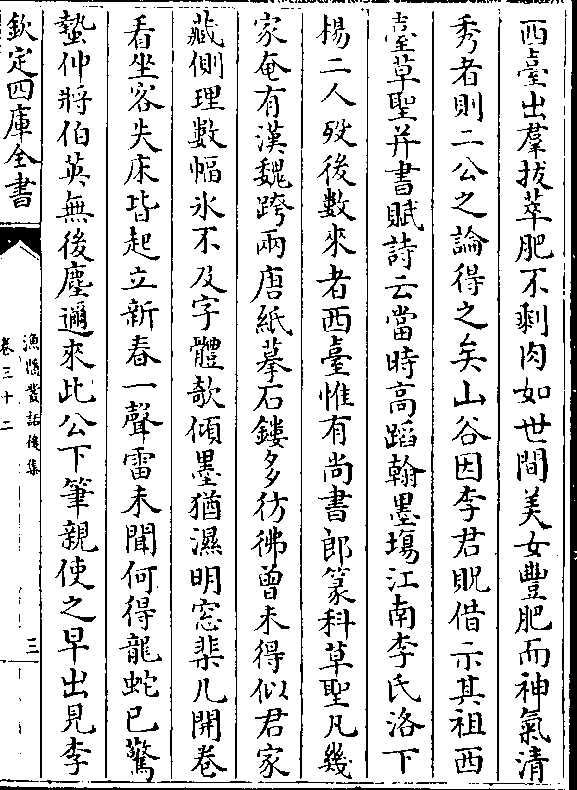 西臺出羣拔萃肥不剩肉如世間美女豐肥而神氣清
秀者則二公之論得之矣山谷因李君貺借示其祖西
臺草聖并書賦詩云當時高蹈翰墨塲江南李氏洛下
楊二人歿後數來者西臺惟有尚書郎篆科草聖凡幾
家奄有漢魏跨兩唐紙摹石鏤多彷彿曾未得似君家
藏側理數幅氷不及字體欹傾墨猶濕明窓棐几開卷
看坐客失床皆起立新春一聲雷未聞何得龍蛇已驚
蟄仲將伯英無後塵邇來此公下筆親使之早出見李
欽定四庫全書
漁隱叢話後集
卷三十二
三